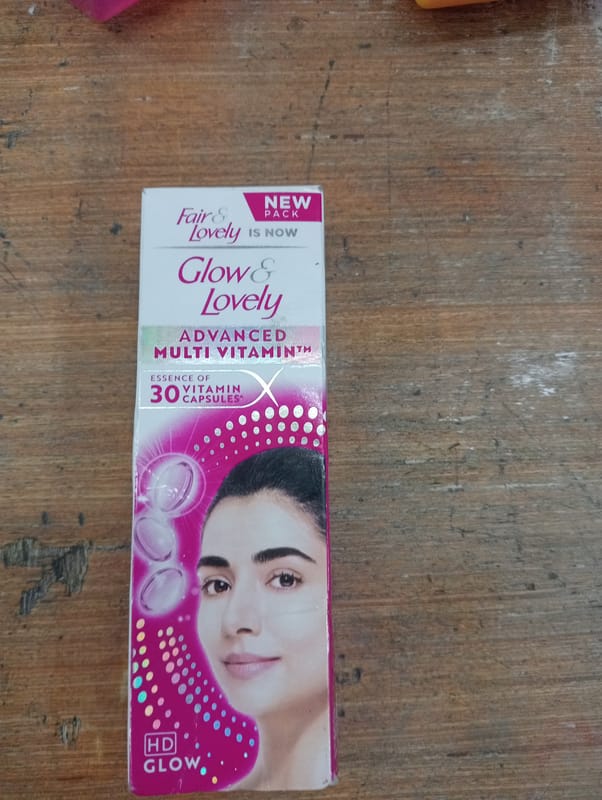 NEW
PACK
Fair &
Lovely IS NOW
Glow &
Lovely
ADVANCED
MULTI VITAMIN™
ESSENCE OF
30 VITAMIN
CAPSULES^
HD
GLOW